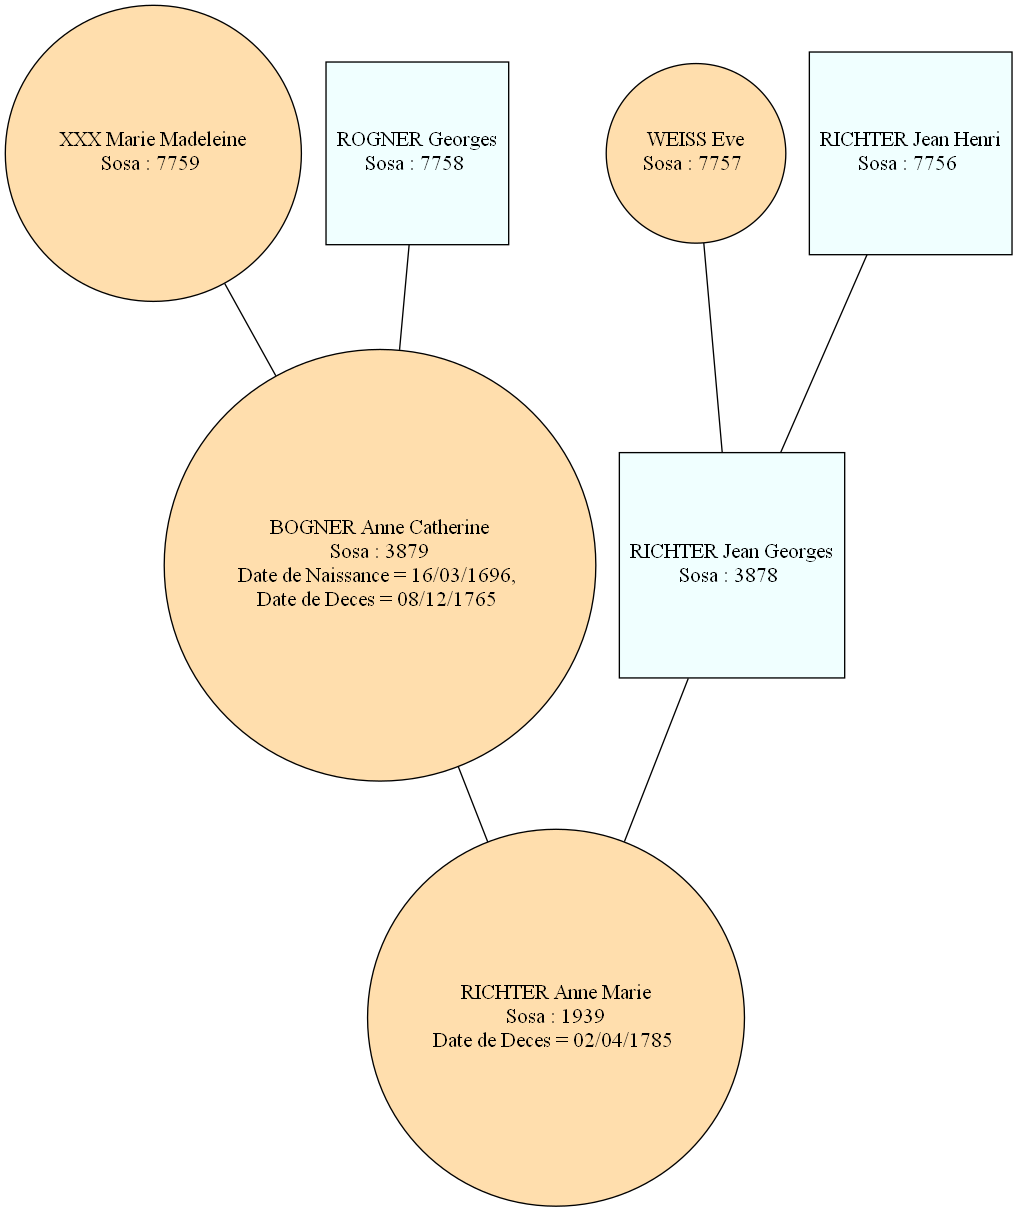 XXX Marie Madeleine
Sosa : 7759
ROGNER Georges
Sosa : 7758
WEISS Eve
Sosa : 7757
RICHTER Jean Henri
Sosa : 7756
BOGNER Anne Catherine
Sosa : 3879
Date de Naissance = 16/03/1696,
Date de Deces = 08/12/1765
RICHTER Jean Georges
Sosa : 3878
RICHTER Anne Marie
Sosa : 1939
Date de Deces = 02/04/1785